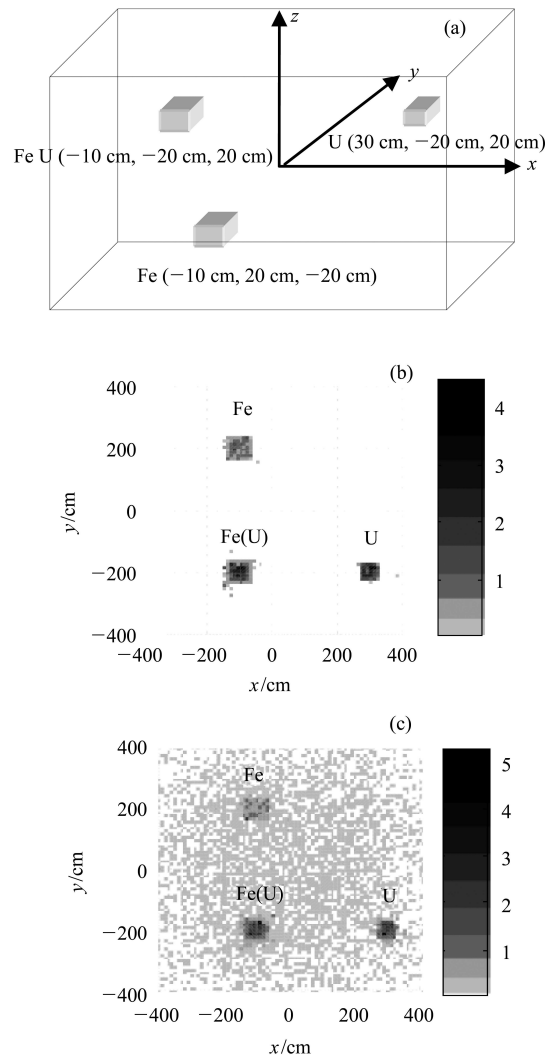 z
(a)
y
Fe U (−10 cm, −20 cm, 20 cm)
U (30 cm, −20 cm, 20 cm)
x
Fe (−10 cm, 20 cm, −20 cm)
(b)
400
200
0
−200
−400
y/cm
Fe
Fe(U)
U
4
3
2
1
−400 −200 0 200 400
x/cm
(c)
400
200
0
−200
−400
y/cm
Fe
Fe(U)
U
5
4
3
2
1
−400 −200 0 200 400
x/cm